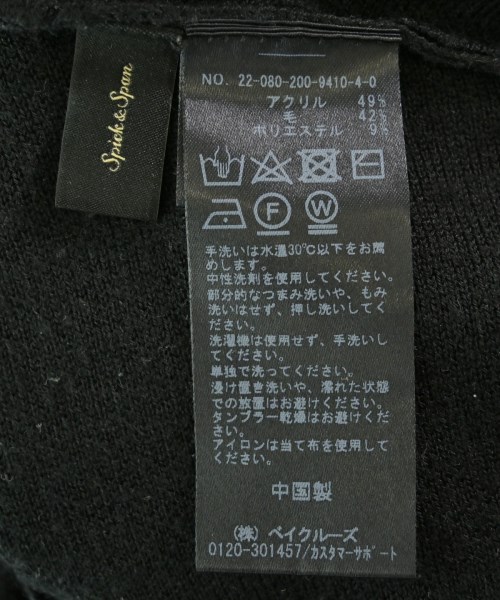 Spick & Span
NO. 22-080-200-9410-4-0
アクリル 49%
毛 42%
ポリエステル 9%
F
W
手洗いは水温30℃以下をお薦
めします。
中性洗剤を使用してください。
部分的なつまみ洗いや、もみ
洗いはせず、押し洗いしてく
ださい。
洗濯機は使用せず、手洗いし
てください。
単独で洗ってください。
浸け置き洗いや、濡れた状態
での放置はお避けください。
タンブラー乾燥はお避けくだ
さい。
アイロンは当て布を使用して
ください。
中国製
(株) ベイクルーズ
0120-301457/カスタマーサポート